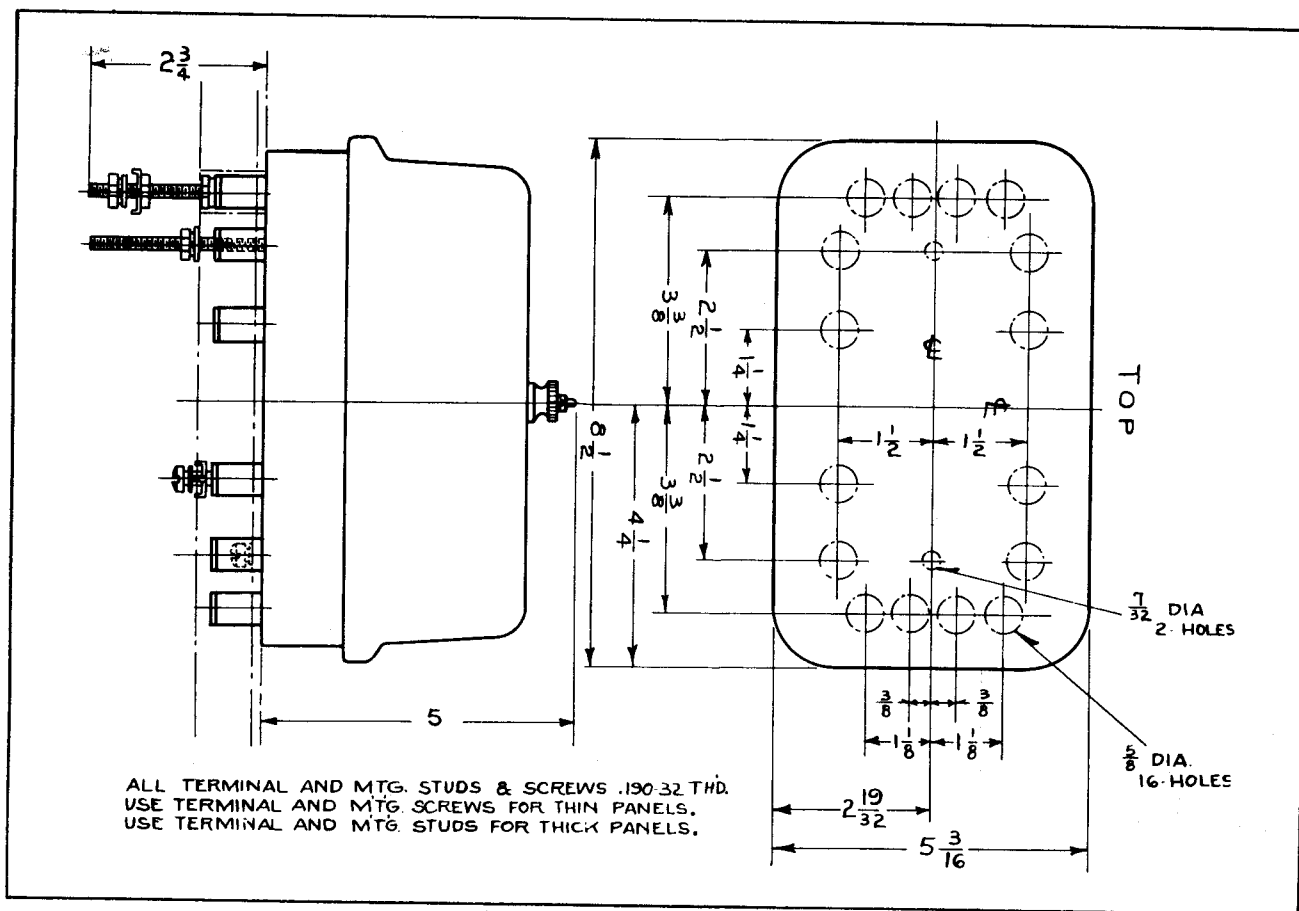 2 3/4
3 3/8
2 1/2
1 1/4
1 1/4
2 1/2
3 3/8
8 1/2
4 1/4
1 1/2
1 1/2
℄
℄
TOP
7/32 DIA
2-HOLES
3/8
3/8
1 1/8
1 1/8
5/8 DIA.
16-HOLES
5
2 19/32
5 3/16
ALL TERMINAL AND MTG. STUDS & SCREWS .190-32 THD.
USE TERMINAL AND MTG. SCREWS FOR THIN PANELS.
USE TERMINAL AND MTG. STUDS FOR THICK PANELS.